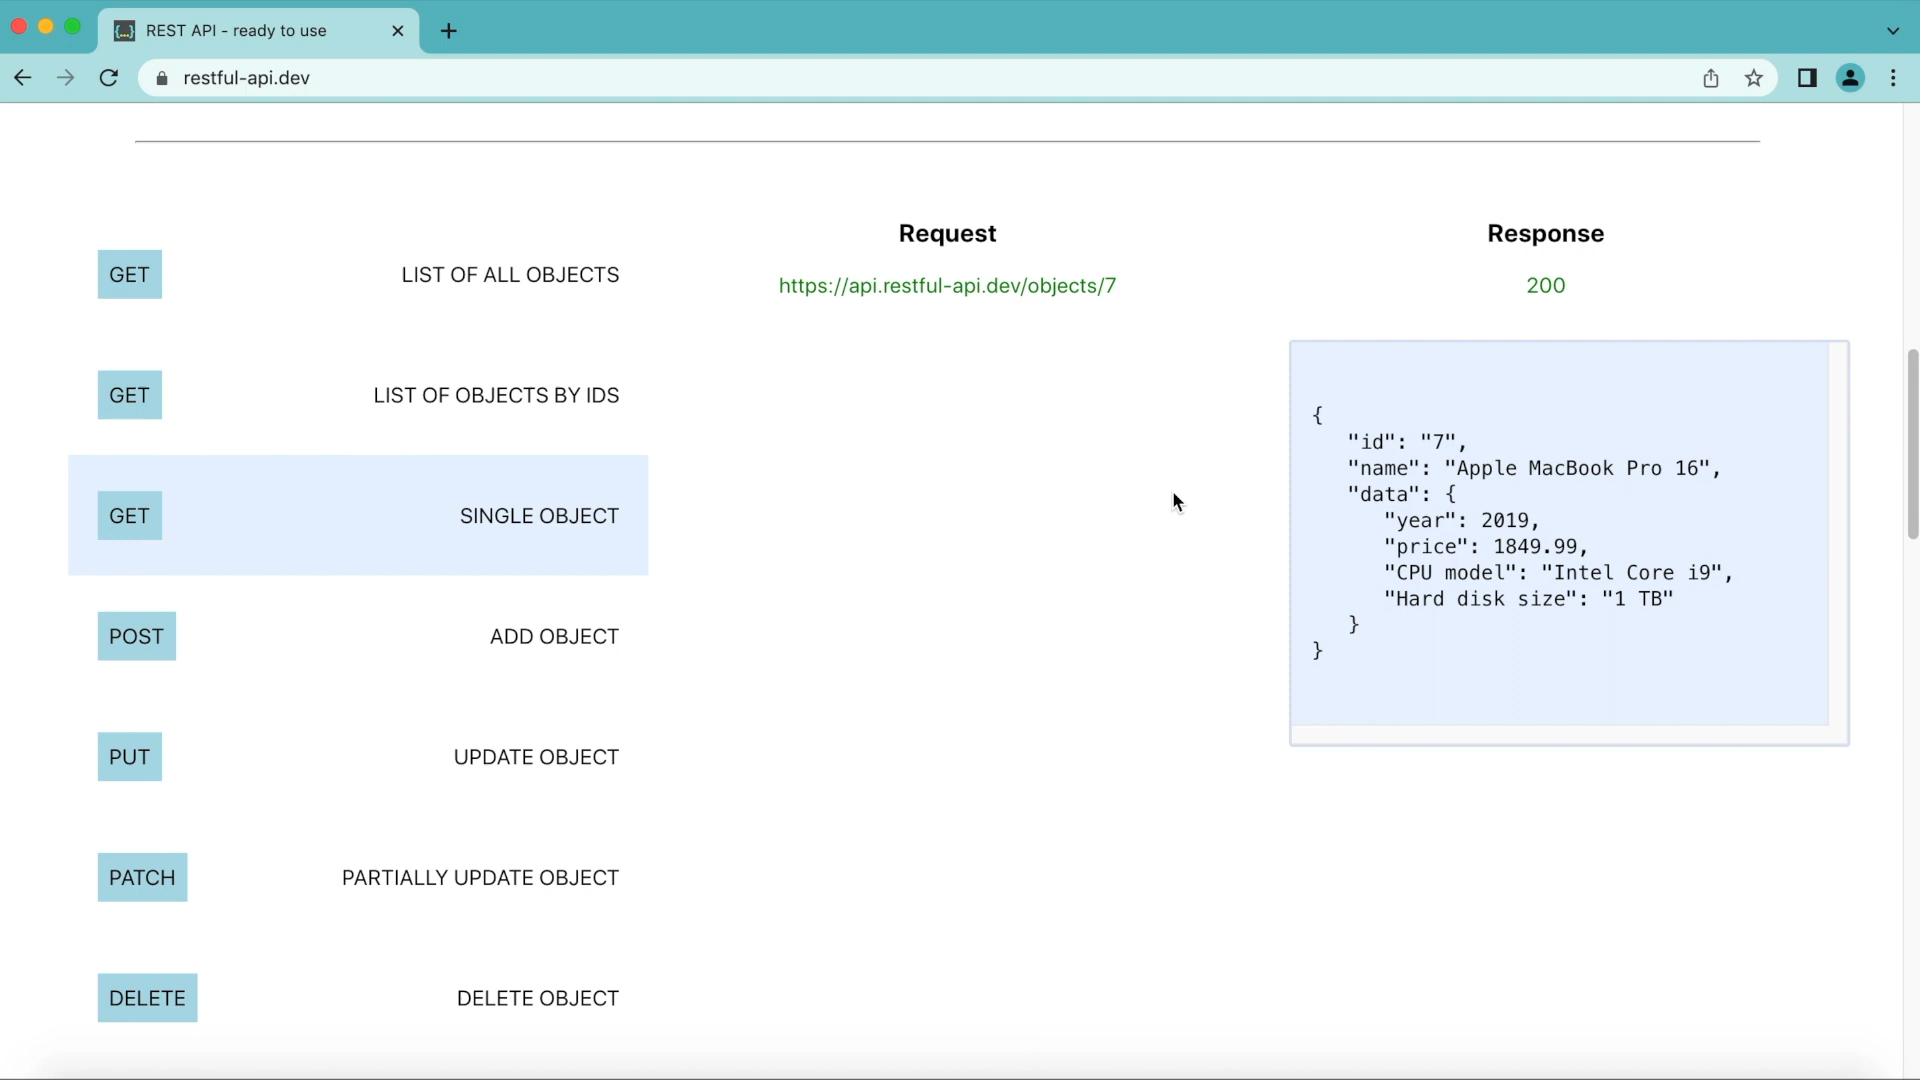 REST API - ready to use
restful-api.dev
Request
Response
GET
LIST OF ALL OBJECTS
https://api.restful-api.dev/objects/7
200
GET
LIST OF OBJECTS BY IDS
GET
SINGLE OBJECT
POST
ADD OBJECT
PUT
UPDATE OBJECT
PATCH
PARTIALLY UPDATE OBJECT
DELETE
DELETE OBJECT
{
   "id": "7",
   "name": "Apple MacBook Pro 16",
   "data": {
      "year": 2019,
      "price": 1849.99,
      "CPU model": "Intel Core i9",
      "Hard disk size": "1 TB"
   }
}